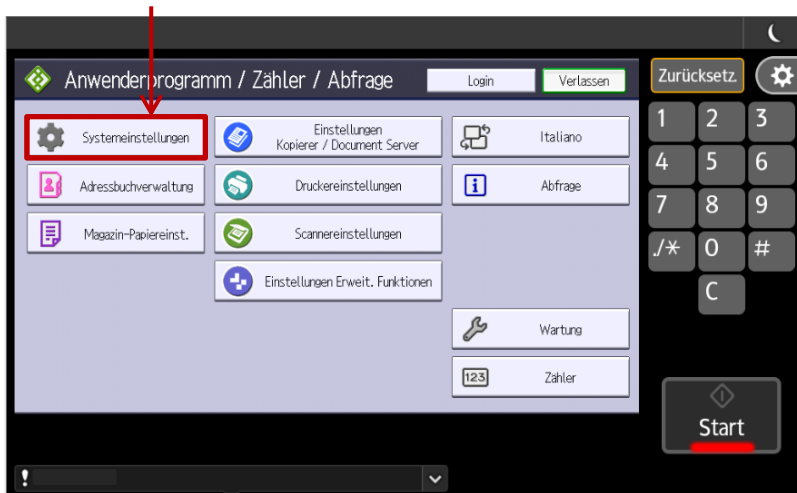 Anwenderprogramm / Zähler / Abfrage
Login
Verlassen
Zurücksetz.
Systemeinstellungen
Einstellungen
Kopierer / Document Server
Italiano
Adressbuchverwaltung
Druckereinstellungen
i
Abfrage
Magazin-Papiereinst.
Scannereinstellungen
Einstellungen Erweit. Funktionen
Wartung
123
Zähler
1 2 3
4 5 6
7 8 9
./* 0 #
C
Start
!